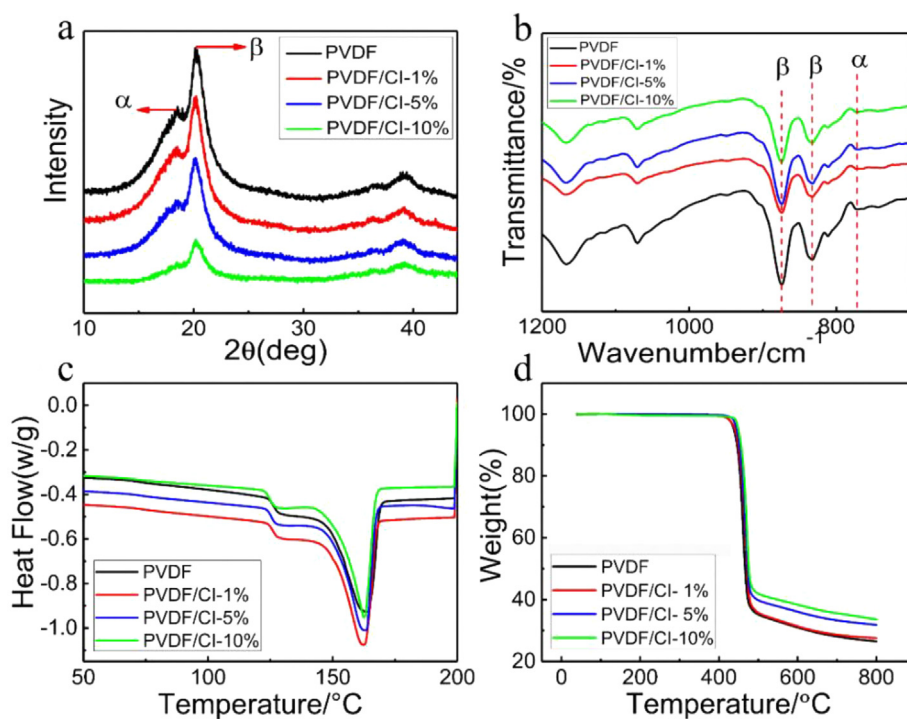 a
α
β
PVDF
PVDF/CI-1%
PVDF/CI-5%
PVDF/CI-10%
Intensity
10 20 30 40
2θ(deg)
b
PVDF
PVDF/CI-1%
PVDF/CI-5%
PVDF/CI-10%
β β α
Transmittance/%
1200 1000 800
Wavenumber/cm-1
c
0.0
-0.2
-0.4
-0.6
-0.8
-1.0
Heat Flow(w/g)
PVDF
PVDF/CI-1%
PVDF/CI-5%
PVDF/CI-10%
50 100 150 200
Temperature/°C
d
100
80
60
40
20
Weight(%)
PVDF
PVDF/CI- 1%
PVDF/CI- 5%
PVDF/CI-10%
0 200 400 600 800
Temperature/°C